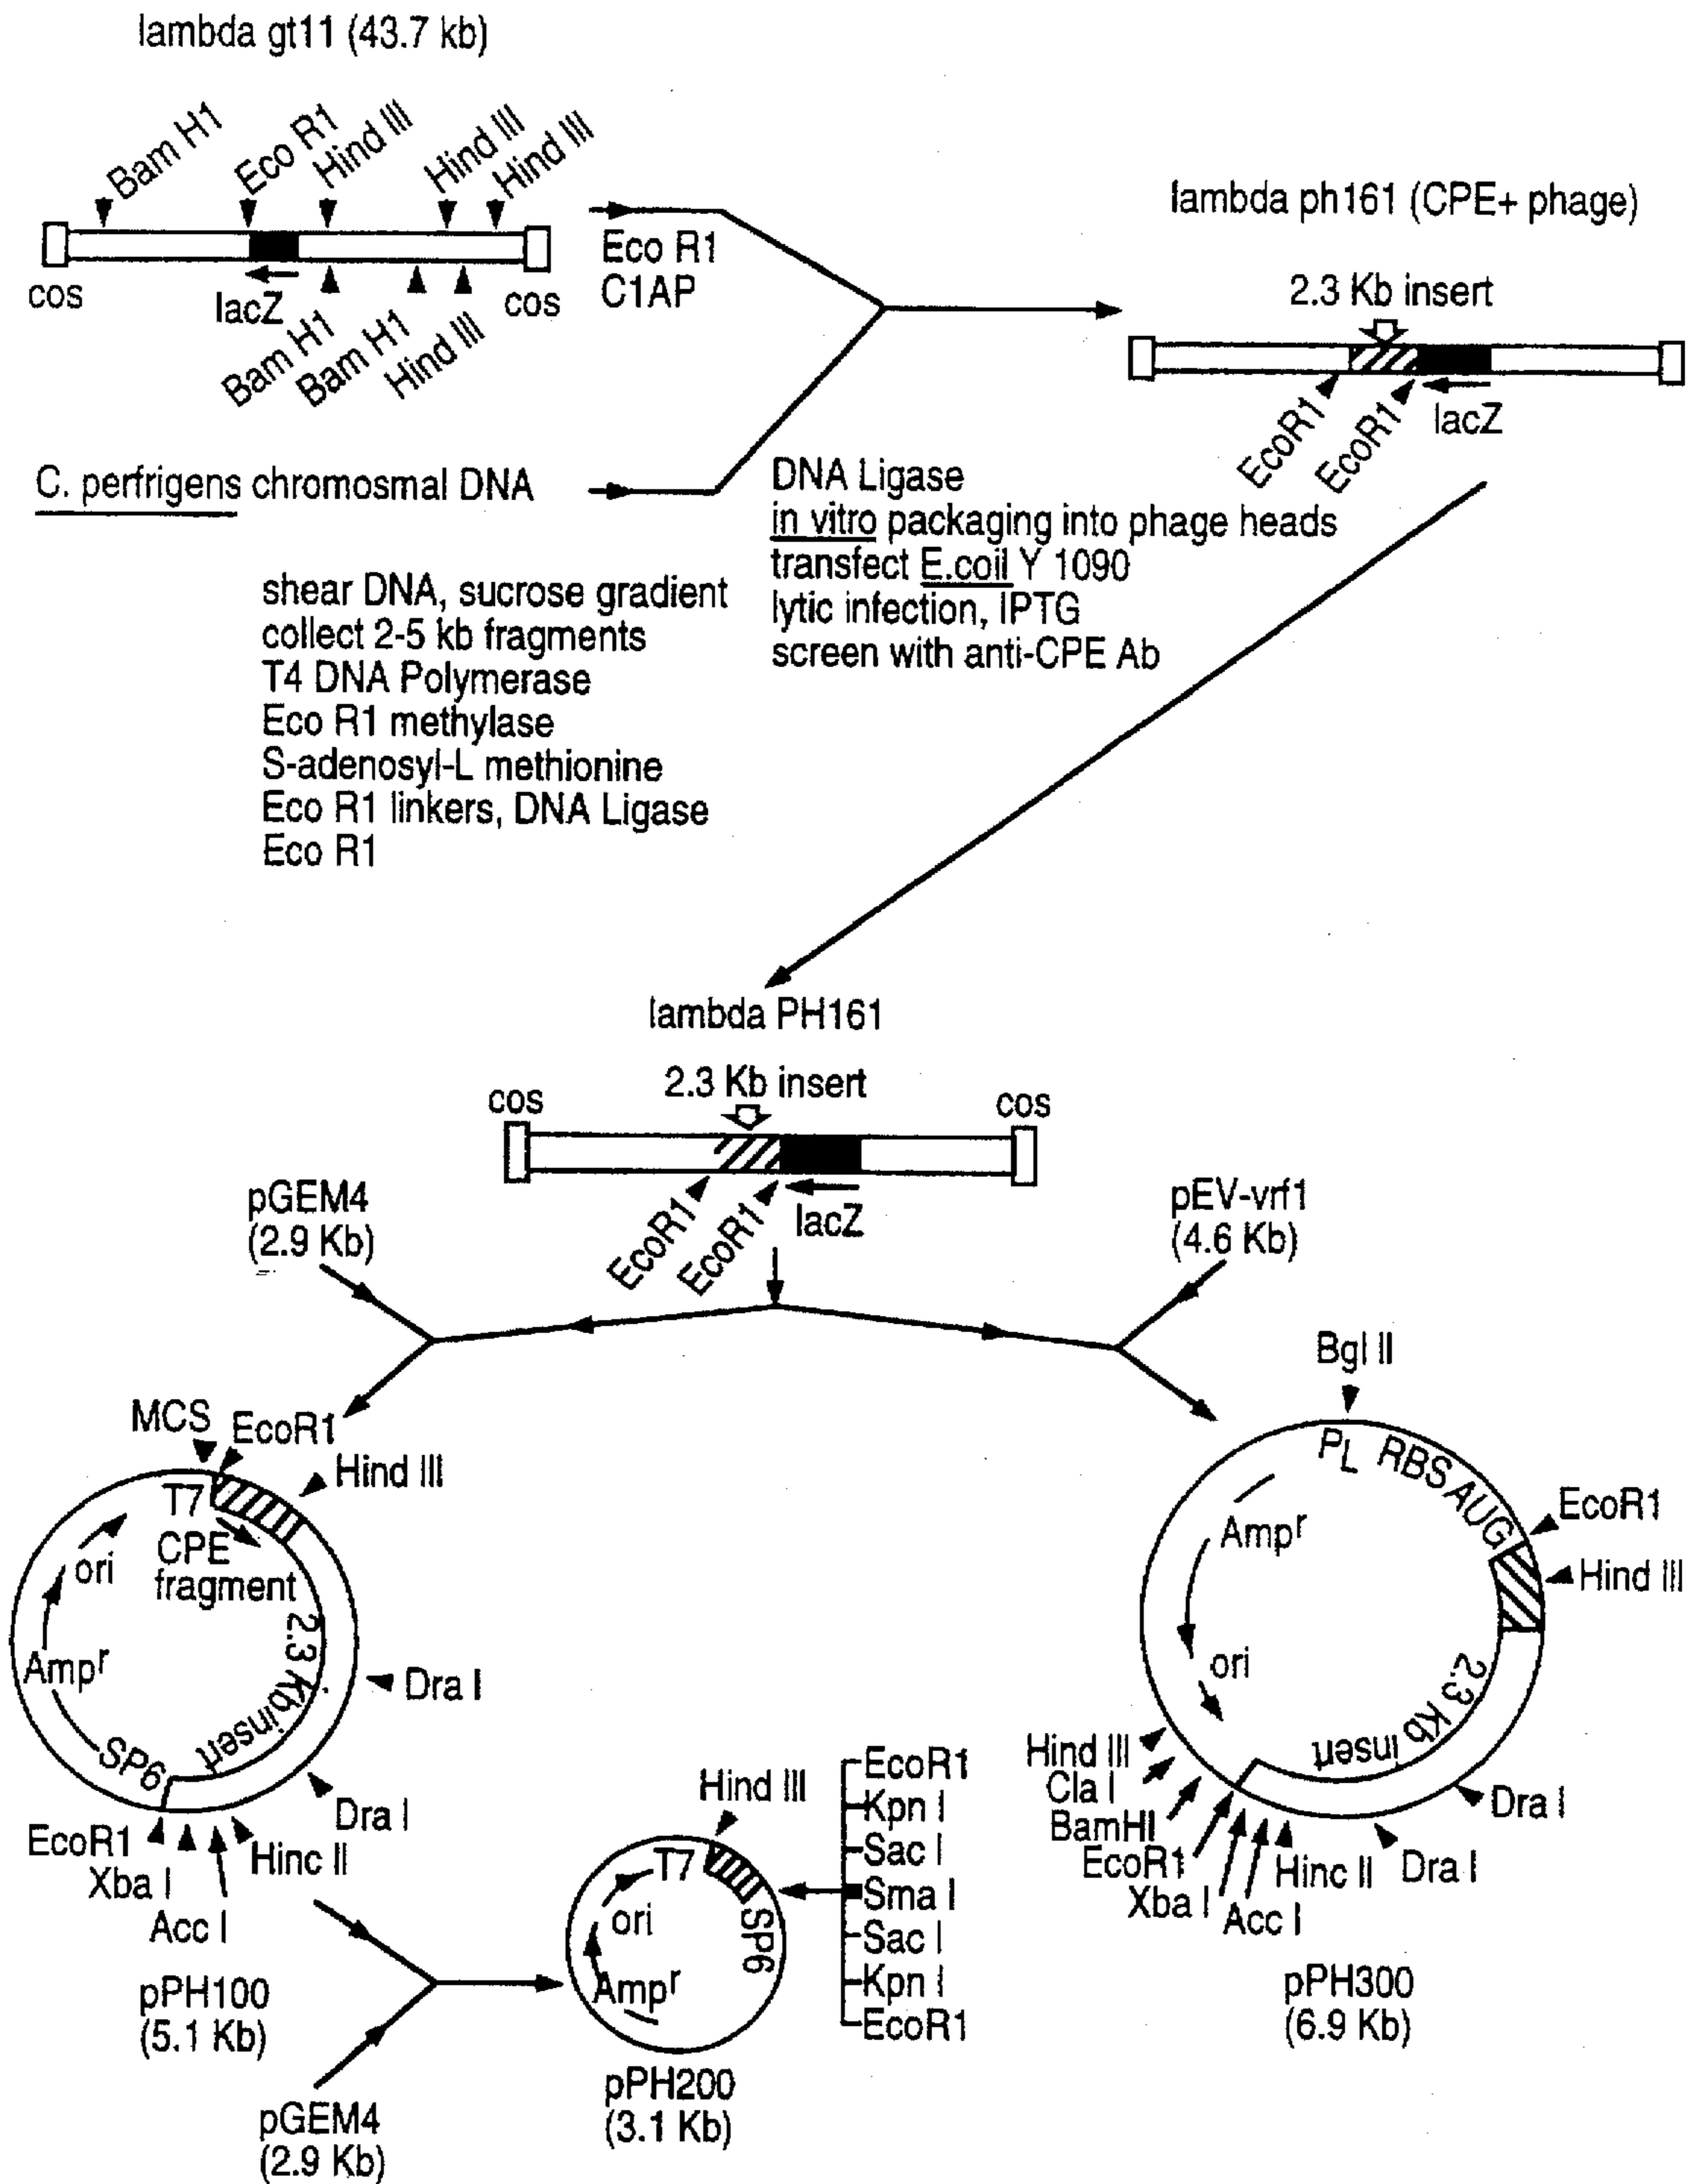 lambda gt11 (43.7 kb)
Bam H1
Eco R1
Hind III
Hind III
Hind III
cos
lacZ
cos
Bam H1
Bam H1
Hind III
Eco R1
C1AP
lambda ph161 (CPE+ phage)
2.3 Kb insert
EcoR1
EcoR1
lacZ
C. perfrigens chromosmal DNA
shear DNA, sucrose gradient
collect 2-5 kb fragments
T4 DNA Polymerase
Eco R1 methylase
S-adenosyl-L methionine
Eco R1 linkers, DNA Ligase
Eco R1
DNA Ligase
in vitro packaging into phage heads
transfect E.coil Y 1090
lytic infection, IPTG
screen with anti-CPE Ab
lambda PH161
2.3 Kb insert
cos
cos
EcoR1
EcoR1
lacZ
pGEM4
(2.9 Kb)
pEV-vrf1
(4.6 Kb)
MCS
EcoR1
Hind III
T7
CPE
fragment
ori
Ampr
SP6
2.3 Kb insert
Dra I
Dra I
Hinc II
EcoR1
Xba I
Acc I
pPH100
(5.1 Kb)
pGEM4
(2.9 Kb)
Hind III
T7
ori
SP6
Ampr
pPH200
(3.1 Kb)
EcoR1
Kpn I
Sac I
Sma I
Sac I
Kpn I
EcoR1
Bgl II
PL RBS AUG
EcoR1
Hind III
Ampr
ori
2.3 Kb
insert
Hind III
Cla I
BamHI
EcoR1
Xba I
Acc I
Hinc II
Dra I
Dra I
pPH300
(6.9 Kb)